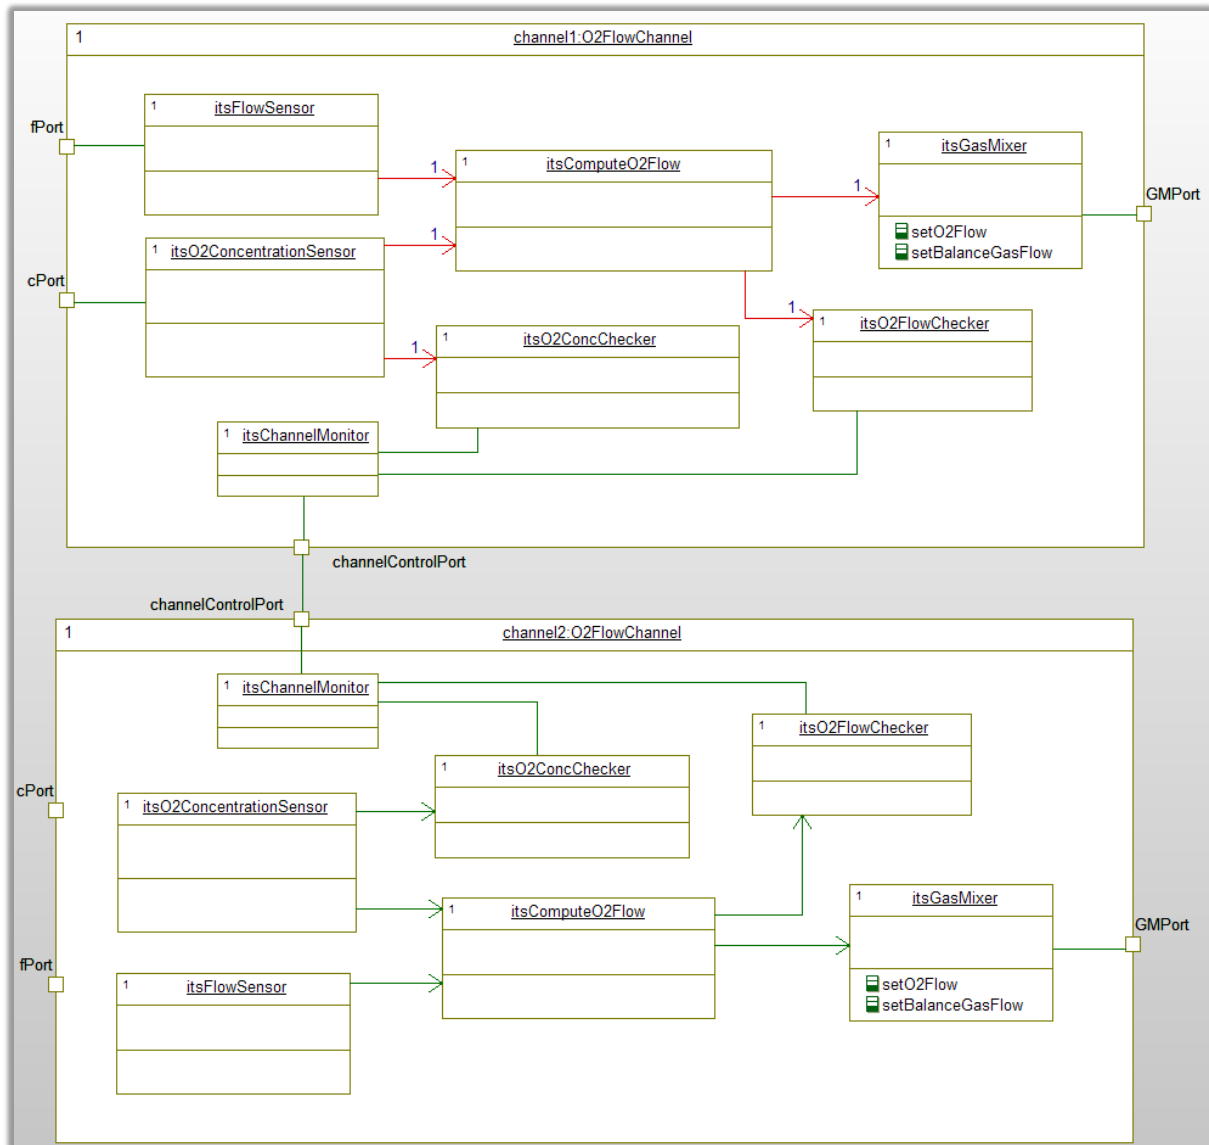 1 channel1:O2FlowChannel
1 itsFlowSensor
fPort
1
1 itsComputeO2Flow
1
1 itsGasMixer
GMPort
setO2Flow
setBalanceGasFlow
1 itsO2ConcentrationSensor
1
cPort
1
1 itsO2ConcChecker
1
1 itsO2FlowChecker
1 itsChannelMonitor
channelControlPort
channelControlPort
1 channel2:O2FlowChannel
1 itsChannelMonitor
1 itsO2FlowChecker
1 itsO2ConcChecker
cPort
1 itsO2ConcentrationSensor
1 itsComputeO2Flow
1 itsGasMixer
GMPort
setO2Flow
setBalanceGasFlow
fPort
1 itsFlowSensor